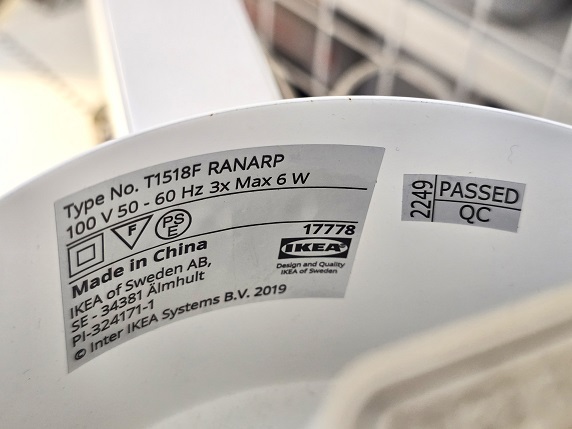 Type No. T1518F RANARP
100 V 50 - 60 Hz 3x Max 6 W
F
PS
E
17778
Made in China
IKEA
IKEA of Sweden AB,
SE - 34381 Älmhult
PI-324171-1
Design and Quality
IKEA of Sweden
© Inter IKEA Systems B.V. 2019
2249
PASSED
QC